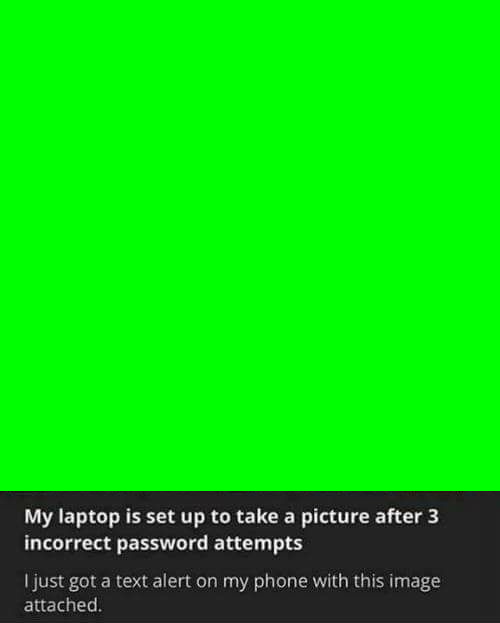 My laptop is set up to take a picture after 3
incorrect password attempts
I just got a text alert on my phone with this image
attached.